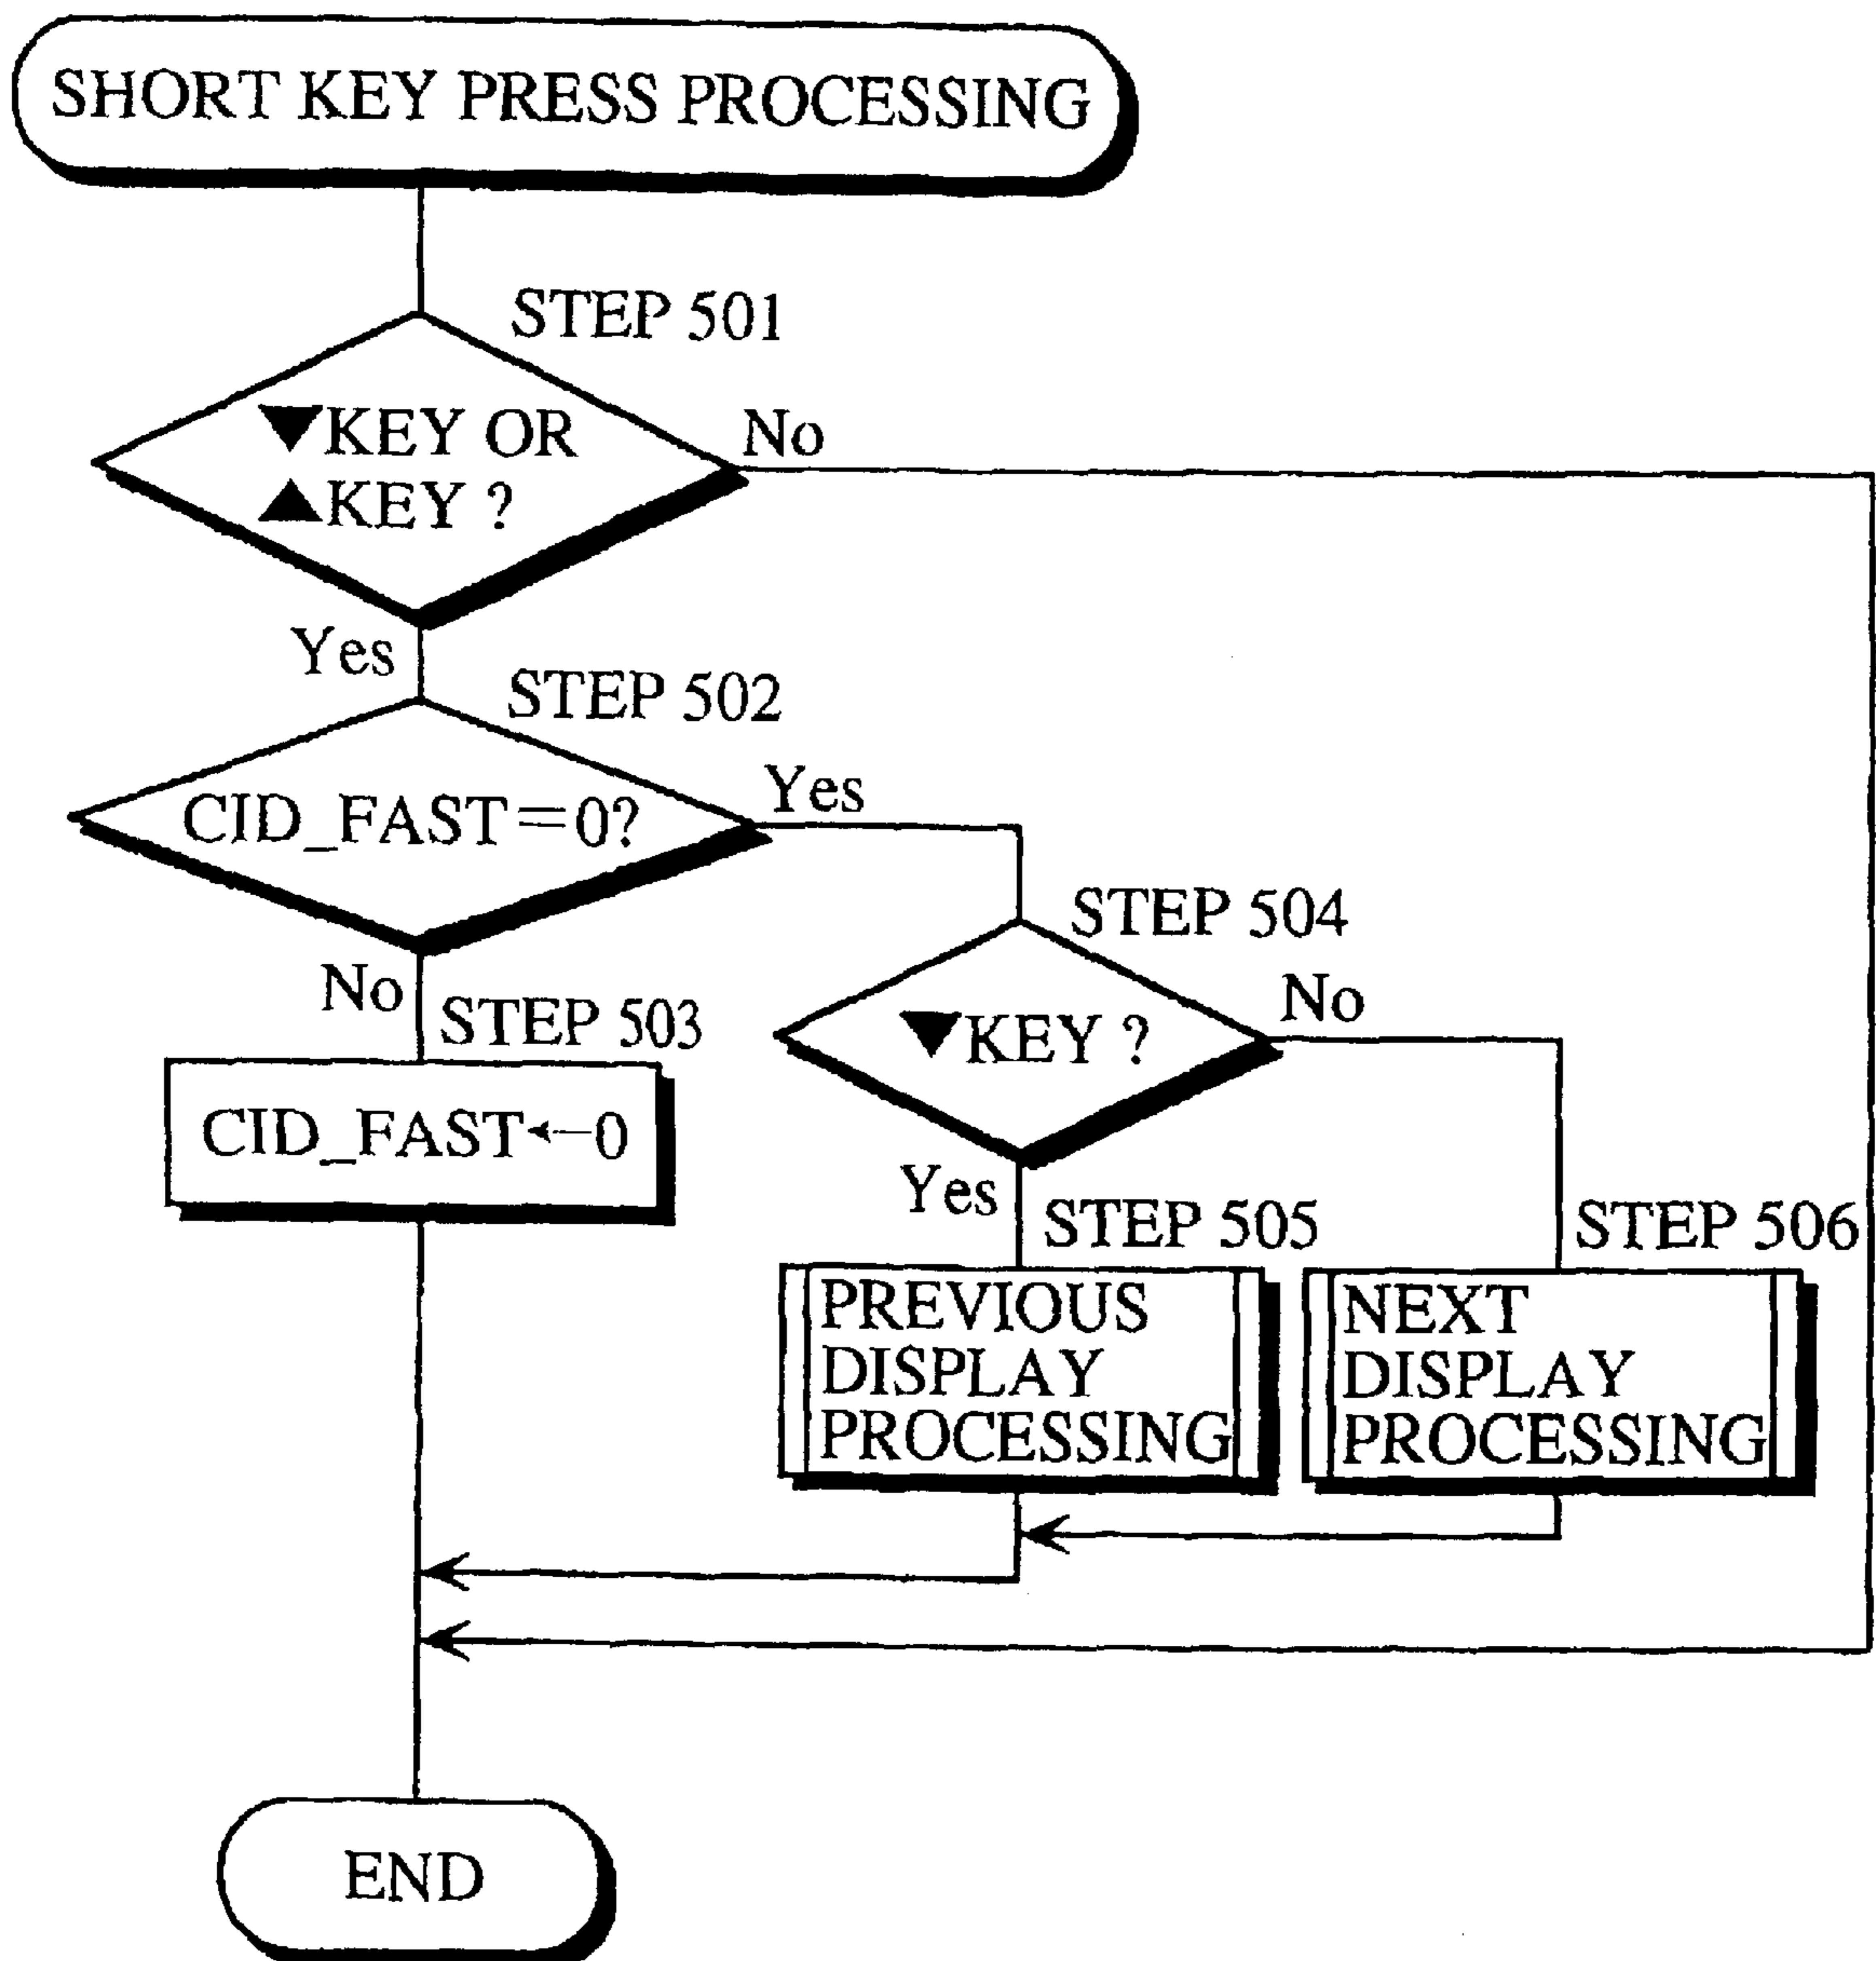 SHORT KEY PRESS PROCESSING
STEP 501
▼KEY OR
▲KEY ?
No
Yes
STEP 502
CID_FAST=0?
Yes
No
STEP 503
CID_FAST←0
STEP 504
▼KEY ?
No
Yes
STEP 505
PREVIOUS
DISPLAY
PROCESSING
STEP 506
NEXT
DISPLAY
PROCESSING
END